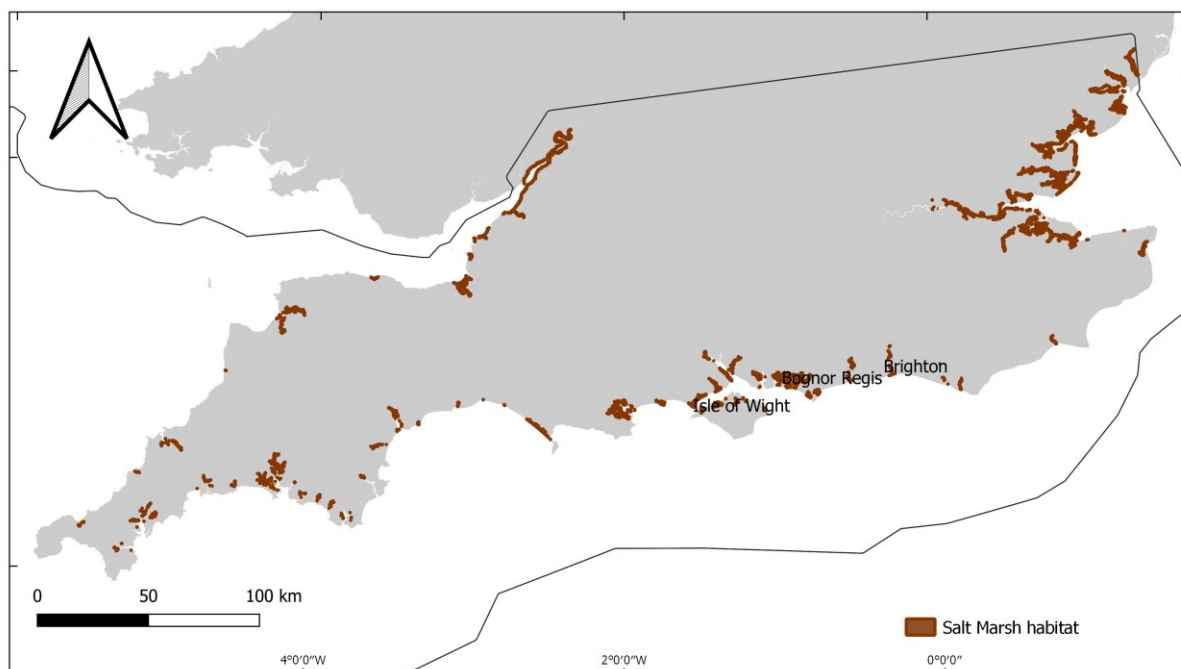 Brighton
Bognor Regis
Isle of Wight
0 50 100 km
Salt Marsh habitat
4°0'0"W 2°0'0"W 0°0'0"